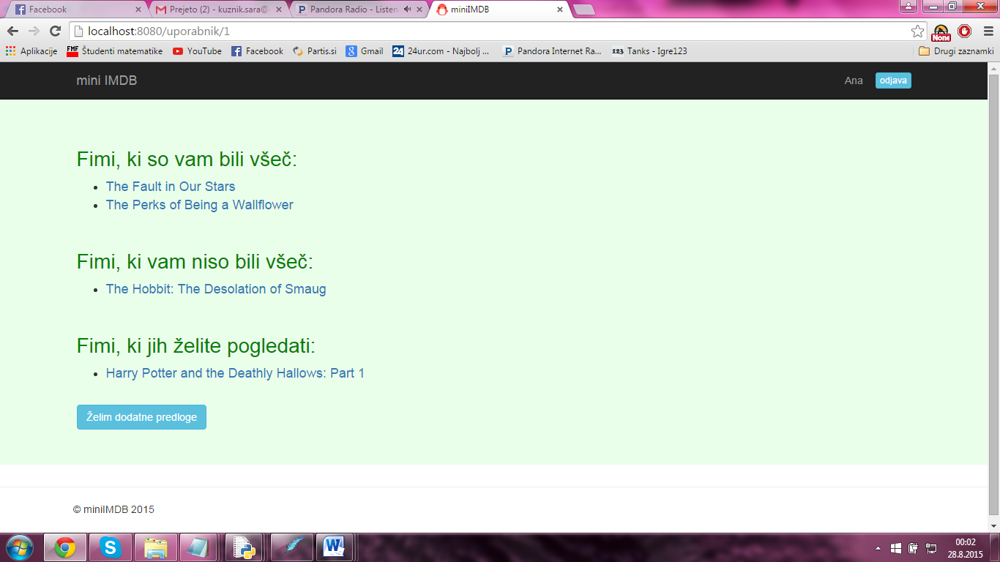 Facebook
Prejeto (2) - kuznik.sara@
Pandora Radio - Listen
miniIMDB
localhost:8080/uporabnik/1
None
Aplikacije
FMF Študenti matematike
YouTube
Facebook
Partis.si
Gmail
24 24ur.com - Najbolj ...
P Pandora Internet Ra...
123 Tanks - Igre123
Drugi zaznamki
mini IMDB
Ana
odjava
Fimi, ki so vam bili všeč:
The Fault in Our Stars
The Perks of Being a Wallflower
Fimi, ki vam niso bili všeč:
The Hobbit: The Desolation of Smaug
Fimi, ki jih želite pogledati:
Harry Potter and the Deathly Hallows: Part 1
Želim dodatne predloge
© miniIMDB 2015
00:02
28.8.2015